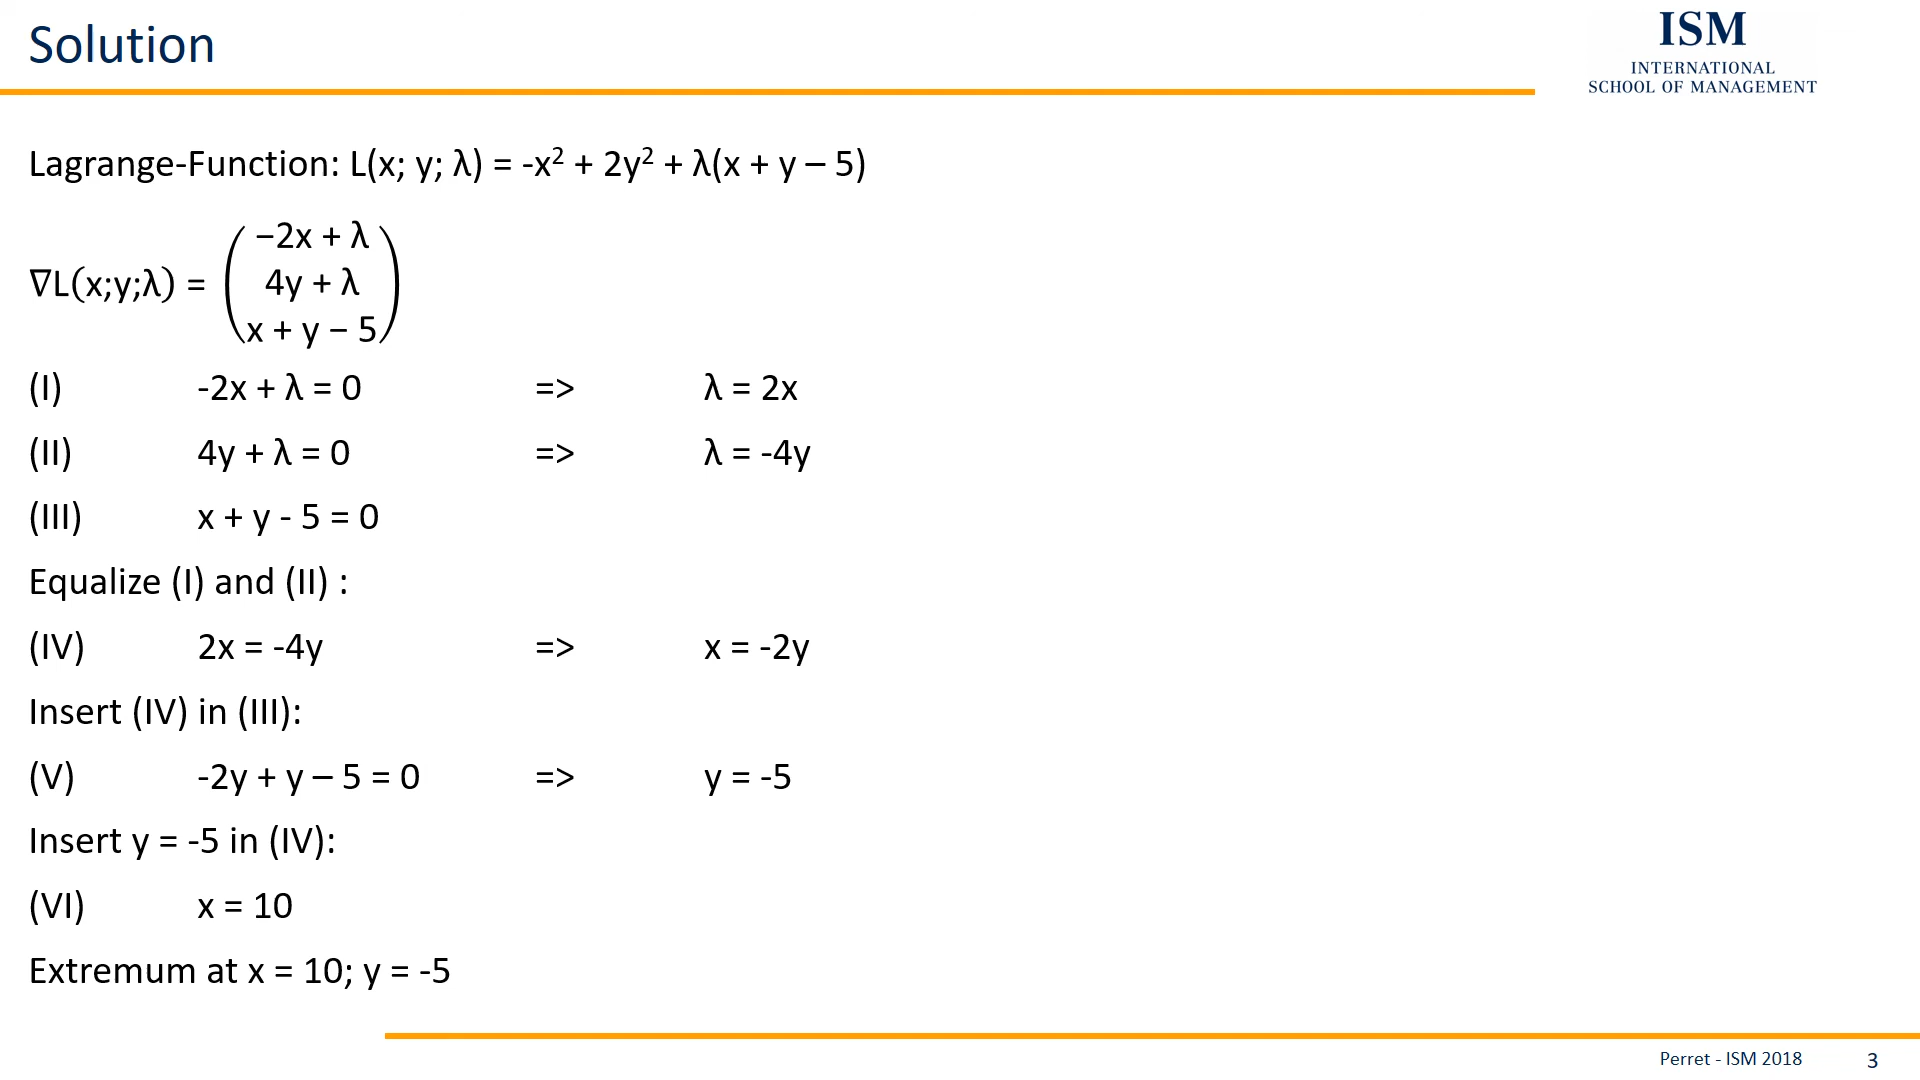 Solution
ISM
INTERNATIONAL
SCHOOL OF MANAGEMENT
Lagrange-Function: L(x; y; λ) = -x² + 2y² + λ(x + y – 5)
−2x + λ
∇L(x;y;λ) = 4y + λ
x + y − 5
(I) -2x + λ = 0 => λ = 2x
(II) 4y + λ = 0 => λ = -4y
(III) x + y - 5 = 0
Equalize (I) and (II) :
(IV) 2x = -4y => x = -2y
Insert (IV) in (III):
(V) -2y + y – 5 = 0 => y = -5
Insert y = -5 in (IV):
(VI) x = 10
Extremum at x = 10; y = -5
Perret - ISM 2018 3